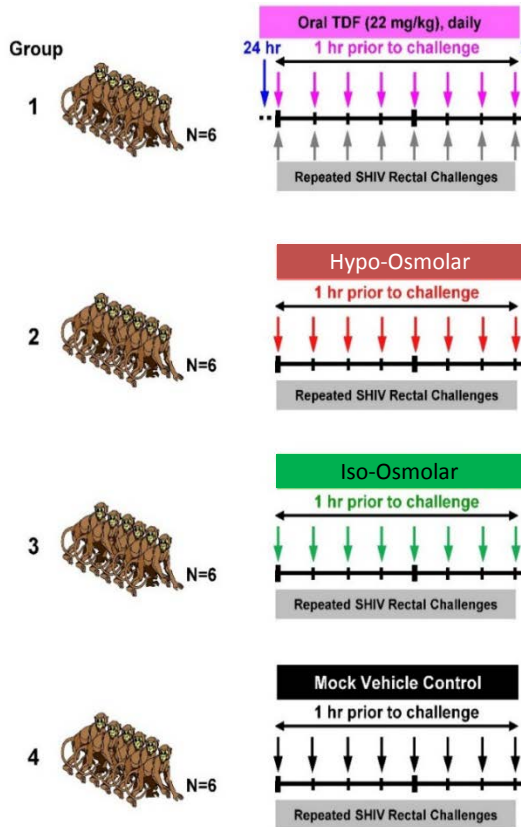 Group
Oral TDF (22 mg/kg), daily
24 hr
1 hr prior to challenge
1
N=6
Repeated SHIV Rectal Challenges
Hypo-Osmolar
1 hr prior to challenge
2
N=6
Repeated SHIV Rectal Challenges
Iso-Osmolar
1 hr prior to challenge
3
N=6
Repeated SHIV Rectal Challenges
Mock Vehicle Control
1 hr prior to challenge
4
N=6
Repeated SHIV Rectal Challenges